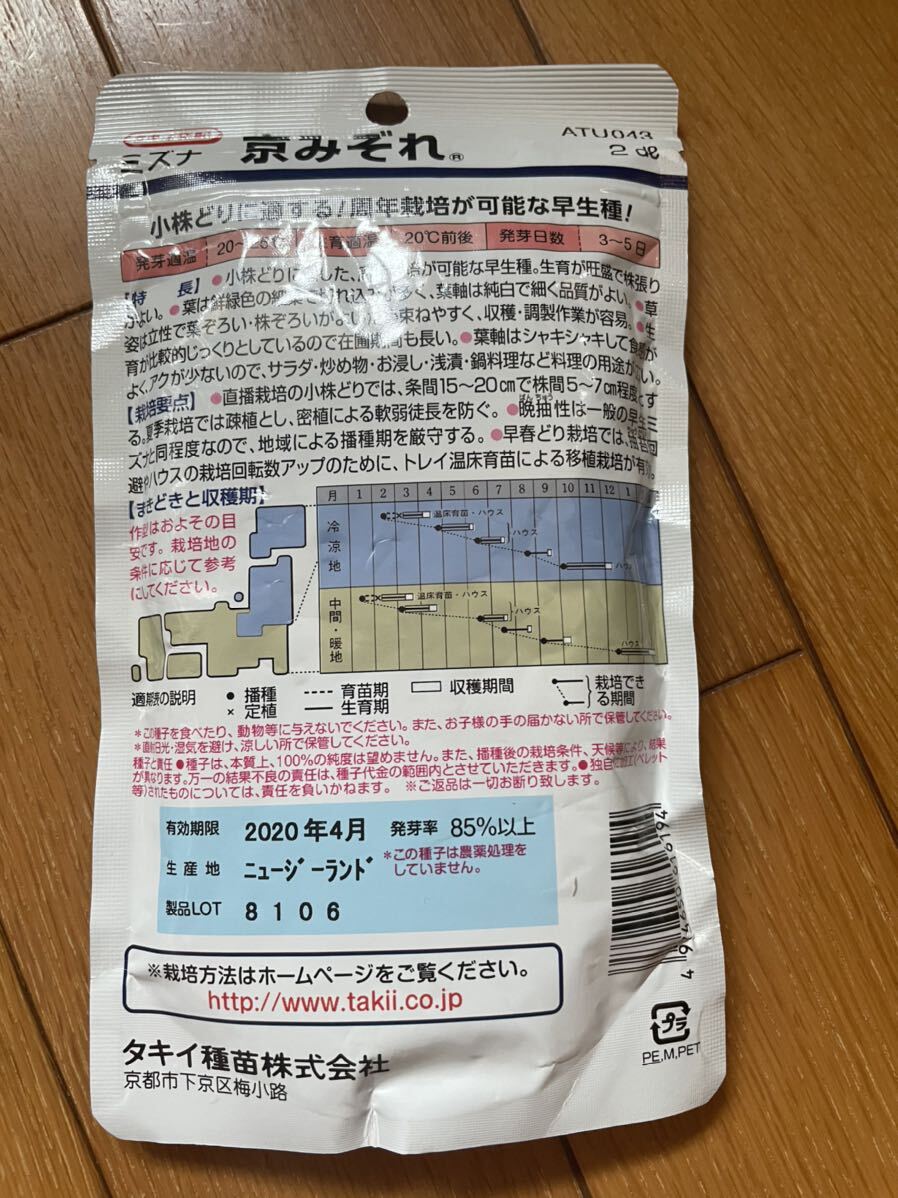 ミズナ 京みぞれ®
ATU043
2 dℓ
小株どりに適する!周年栽培が可能な早生種!
発芽適温 20~25℃ 生育適温 20℃前後 発芽日数 3~5日
【特 長】●小株どりに適した、周年栽培が可能な早生種。生育が旺盛で株張り
がよい。●葉は鮮緑色の細葉で切れ込みが多く、葉軸は純白で細く品質がよい。●草
姿は立性で葉ぞろい・株ぞろいがよいため束ねやすく、収穫・調製作業が容易。●生
育が比較的じっくりとしているので在圃期間も長い。●葉軸はシャキシャキして食感が
よく、アクが少ないので、サラダ・炒め物・お浸し・浅漬・鍋料理など料理の用途が広い。
【栽培要点】●直播栽培の小株どりでは、条間15~20cmで株間5~7cm程度とす
る。夏季栽培では疎植とし、密植による軟弱徒長を防ぐ。●晩抽性は一般の早生ミ
ばんちゅう
ズナと同程度なので、地域による播種期を厳守する。●早春どり栽培では、抽苔回
避やハウスの栽培回転数アップのために、トレイ温床育苗による移植栽培が有効。
【まきどきと収穫期】
作型はおよその目
安です。栽培地の
条件に応じて参考
にしてください。
月 1 2 3 4 5 6 7 8 9 10 11 12 1
冷涼地
温床育苗・ハウス
ハウス
ハウス
中間・暖地
温床育苗・ハウス
ハウス
ハウス
適期表の説明 ●播種 ----育苗期 収穫期間 栽培でき
×定植 ―生育期 る期間
*この種子を食べたり、動物等に与えないでください。また、お子様の手の届かない所で保管してください。
*直射日光・湿気を避け、涼しい所で保管してください。
種子と責任●種子は、本質上、100%の純度は望めません。また、播種後の栽培条件、天候等により、結果
が異なります。万一の結果不良の責任は、種子代金の範囲内とさせていただきます。●独自に加工(ペレット
等)されたものについては、責任を負いかねます。 ※ご返品は一切お断り致します。
有効期限 2020年4月 発芽率 85%以上
生産地 ニュージーランド
*この種子は農薬処理を
していません。
製品LOT 8106
※栽培方法はホームページをご覧ください。
http://www.takii.co.jp
タキイ種苗株式会社
京都市下京区梅小路
プラ
PE,M,PET